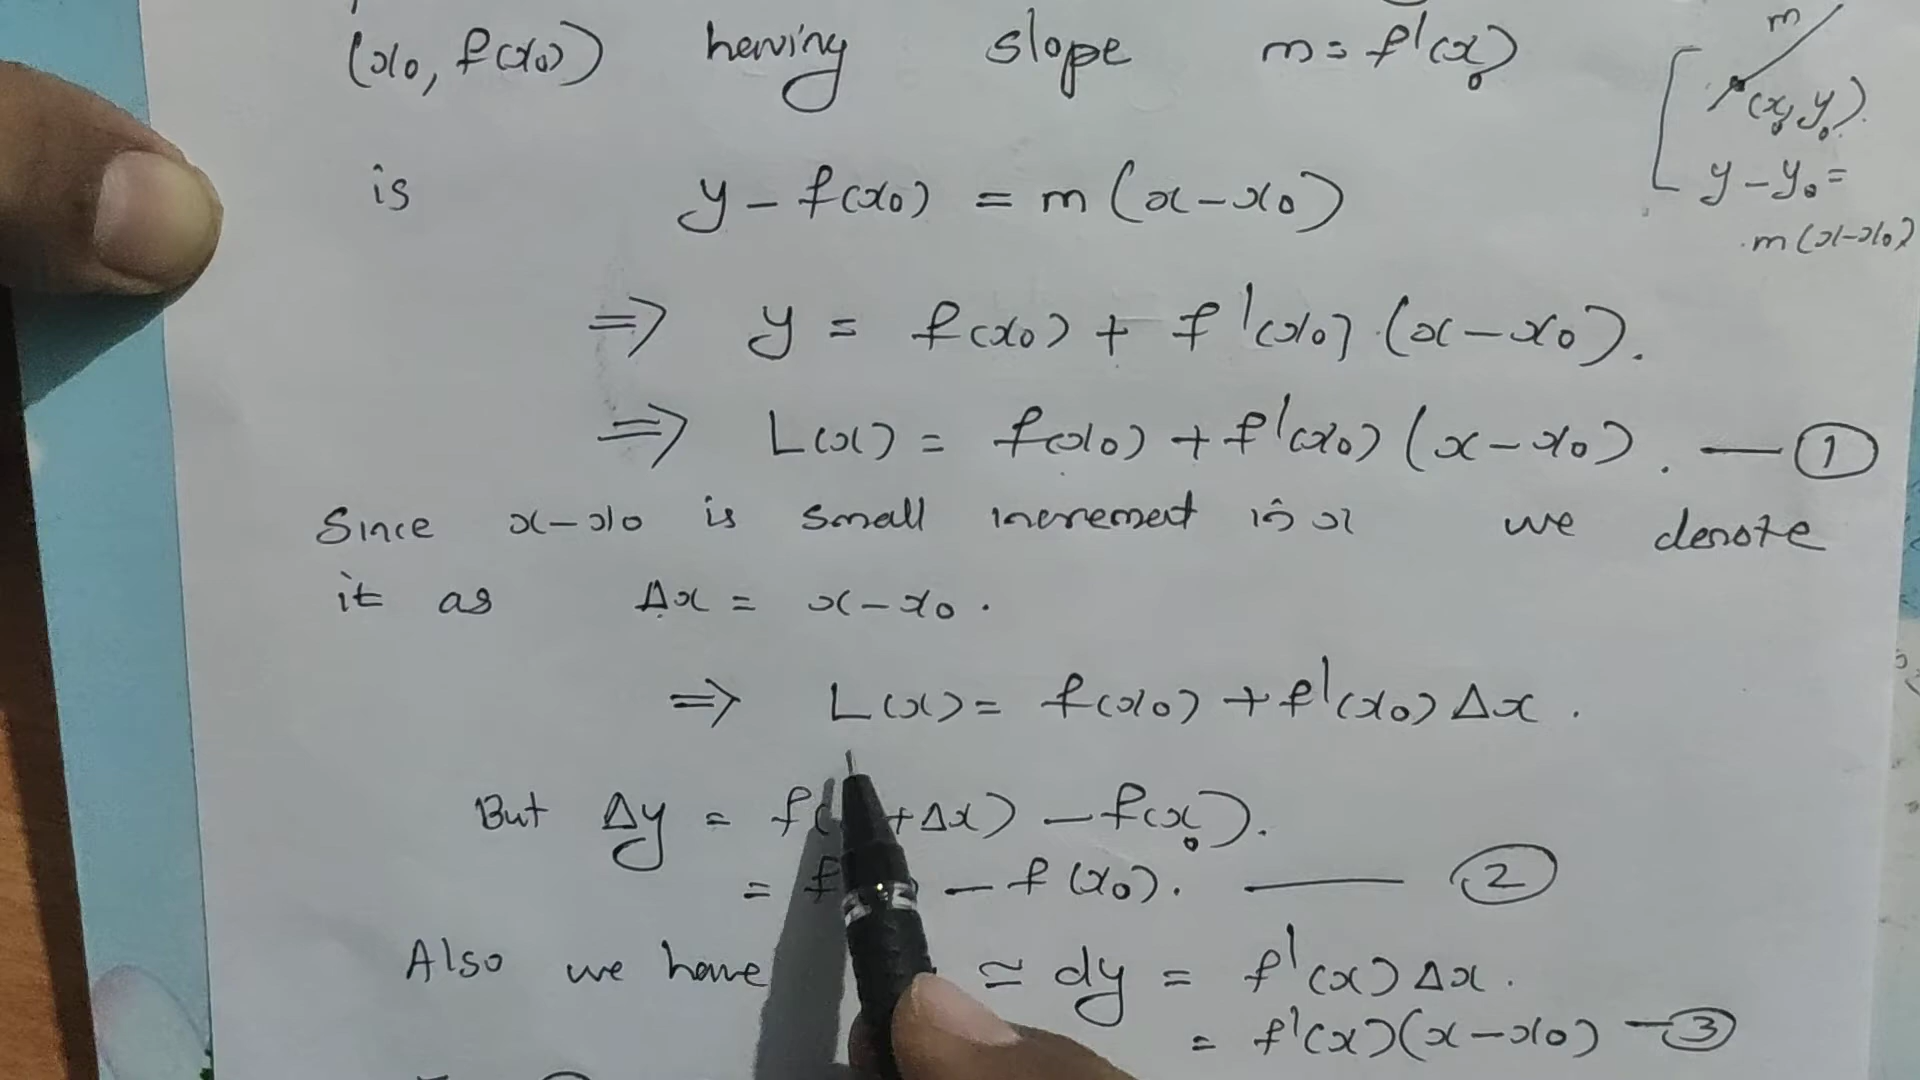 (x₀, f(x₀)) having slope m = f'(x₀)
m
(x₀, y₀)
y - y₀ =
m(x-x₀)
is y - f(x₀) = m(x-x₀)
⇒ y = f(x₀) + f'(x₀)·(x-x₀).
⇒ L(x) = f(x₀) + f'(x₀)(x-x₀). — ①
Since x-x₀ is small increment in x we denote
it as Δx = x-x₀.
⇒ L(x) = f(x₀) + f'(x₀)Δx.
But Δy = f( +Δx) - f(x₀).
= f ) - f(x₀). — ②
Also we have ≃ dy = f'(x)Δx.
= f'(x)(x-x₀) — ③